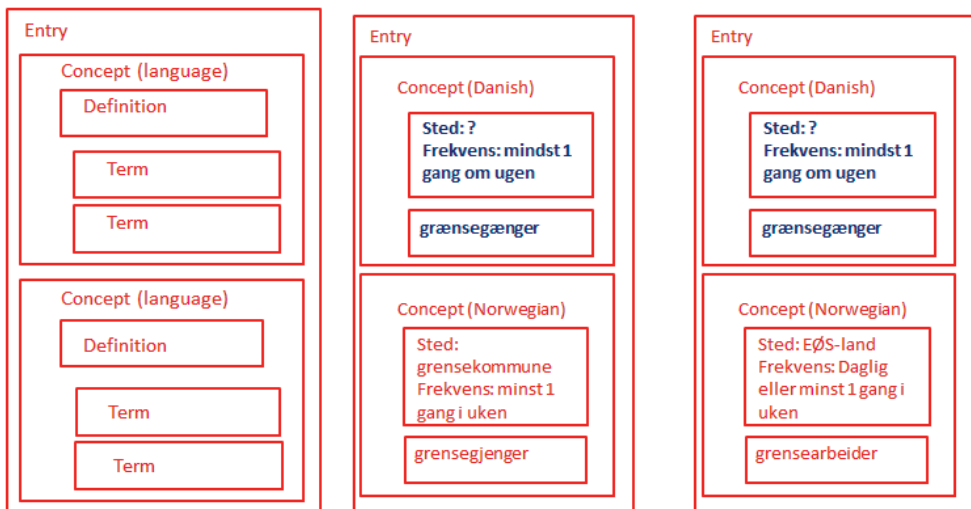 Entry
Concept (language)
Definition
Term
Term
Concept (language)
Definition
Term
Term
Entry
Concept (Danish)
Sted: ?
Frekvens: mindst 1
gang om ugen
grænsegænger
Concept (Norwegian)
Sted:
grensekommune
Frekvens: minst 1
gang i uken
grensegjenger
Entry
Concept (Danish)
Sted: ?
Frekvens: mindst 1
gang om ugen
grænsegænger
Concept (Norwegian)
Sted: EØS-land
Frekvens: Daglig
eller minst 1 gang i
uken
grensearbeider